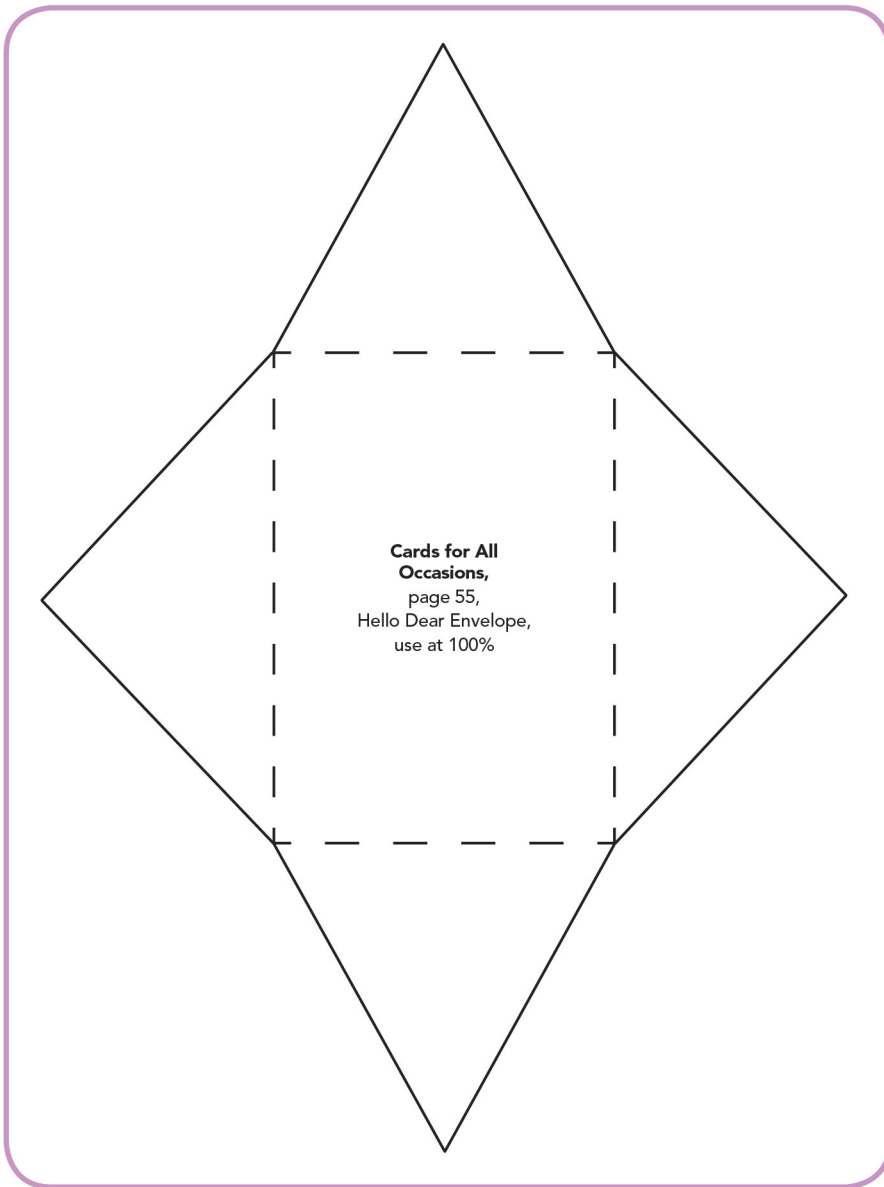 Cards for All
Occasions,
page 55,
Hello Dear Envelope,
use at 100%